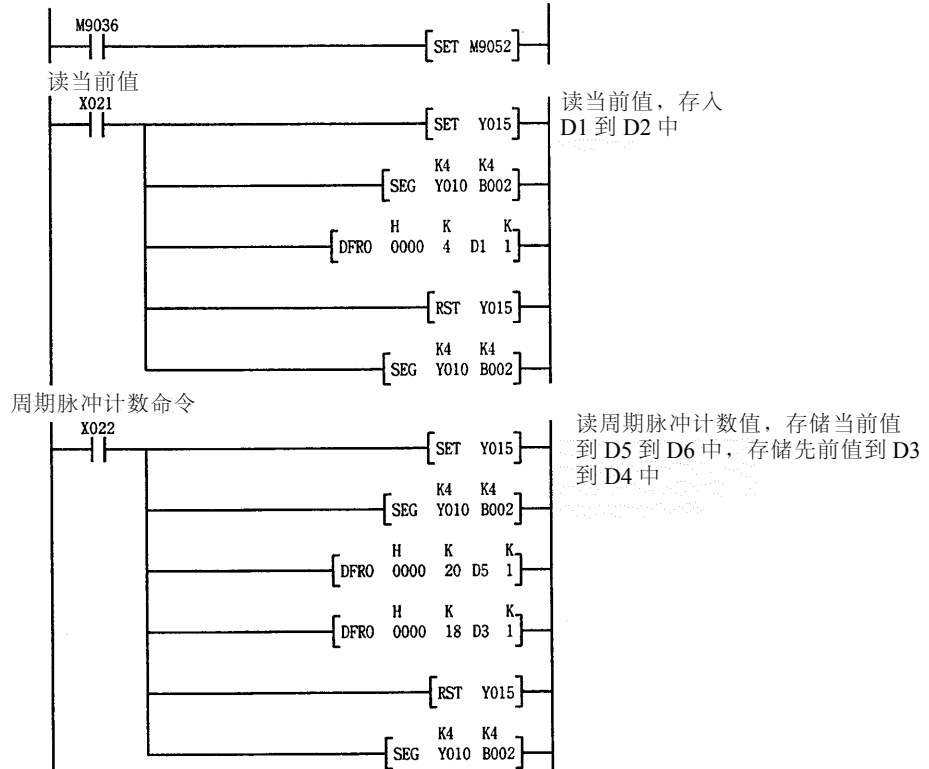 M9036
SET M9052
读当前值
X021
SET Y015
读当前值，存入
D1 到 D2 中
K4 K4
SEG Y010 B002
H K K
DFRO 0000 4 D1 1
RST Y015
K4 K4
SEG Y010 B002
周期脉冲计数命令
X022
SET Y015
读周期脉冲计数值，存储当前值
到 D5 到 D6 中，存储先前值到 D3
到 D4 中
K4 K4
SEG Y010 B002
H K K
DFRO 0000 20 D5 1
H K K
DFRO 0000 18 D3 1
RST Y015
K4 K4
SEG Y010 B002